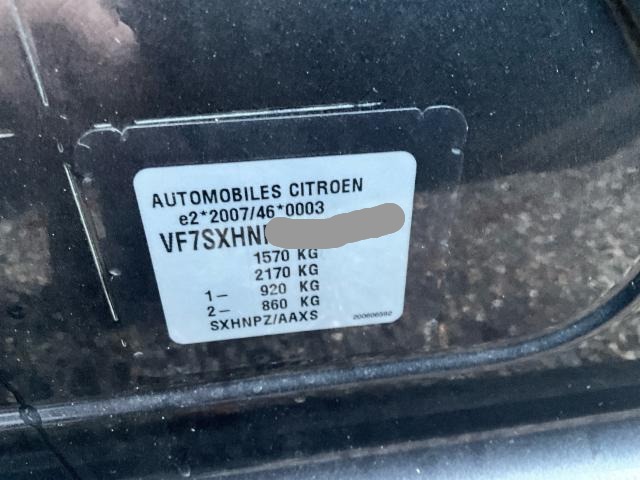 AUTOMOBILES CITROEN
e2*2007/46*0003
VF7SXHN
1570 KG
2170 KG
1- 920 KG
2- 860 KG
SXHNPZ/AAXS